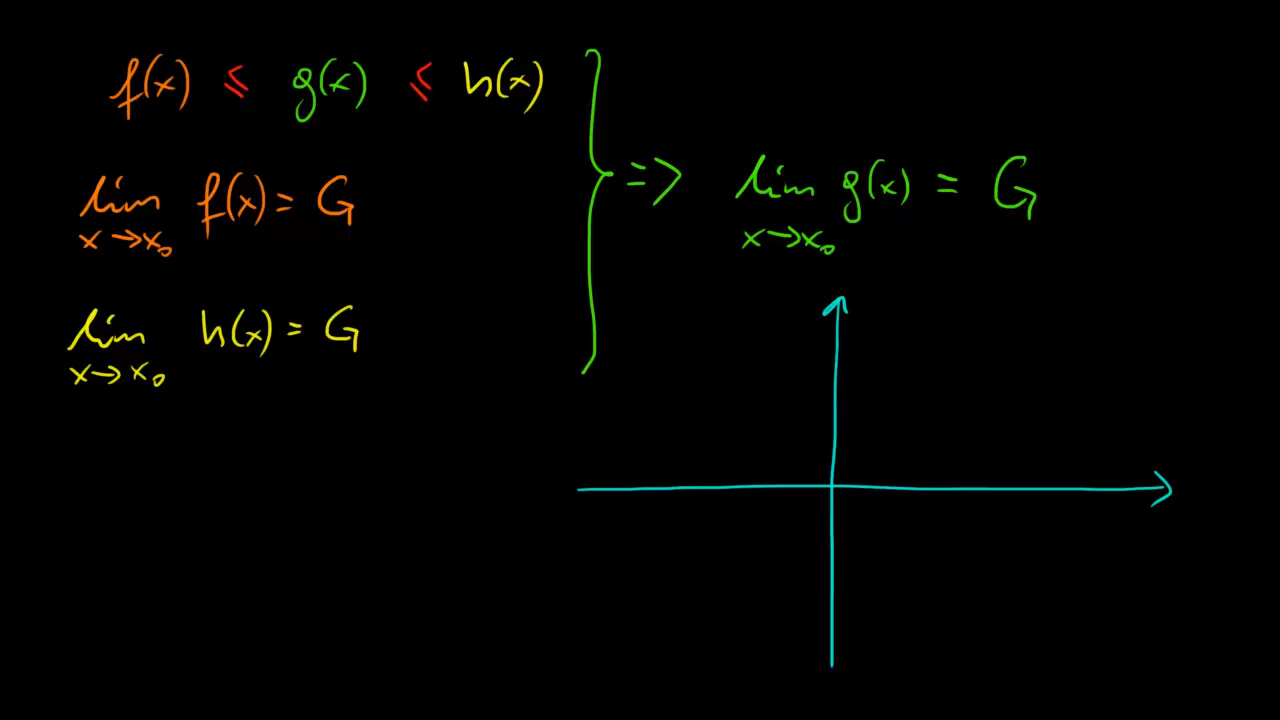 f(x) ≤ g(x) ≤ h(x)
lim f(x) = G
x→x₀
=> lim g(x) = G
x→x₀
lim h(x) = G
x→x₀